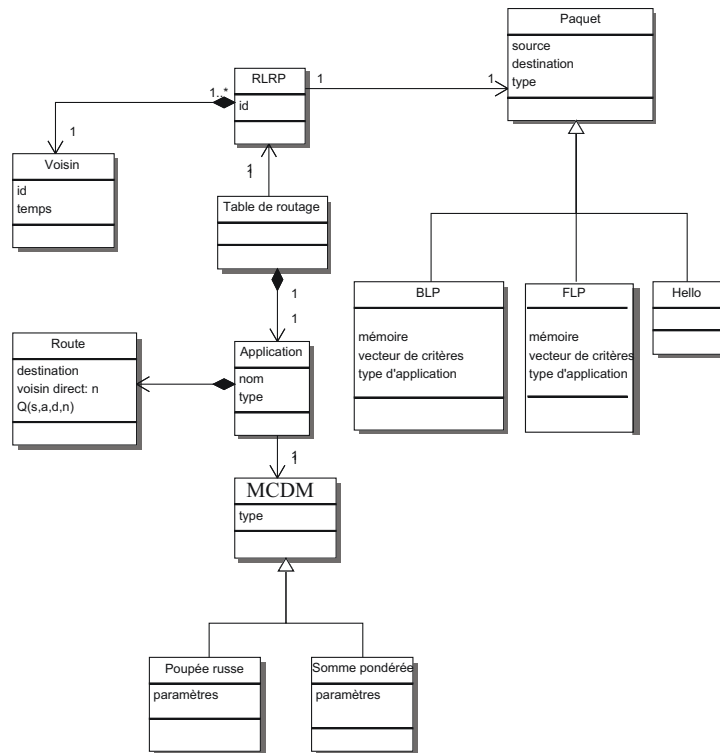 Paquet
source
destination
type
RLRP
id
1
1
1..*
1
Voisin
id
temps
1
1
Table de routage
1
1
BLP
mémoire
vecteur de critères
type d'application
FLP
mémoire
vecteur de critères
type d'application
Hello
Route
destination
voisin direct: n
Q(s,a,d,n)
Application
nom
type
1
1
MCDM
type
Poupée russe
paramètres
Somme pondérée
paramètres